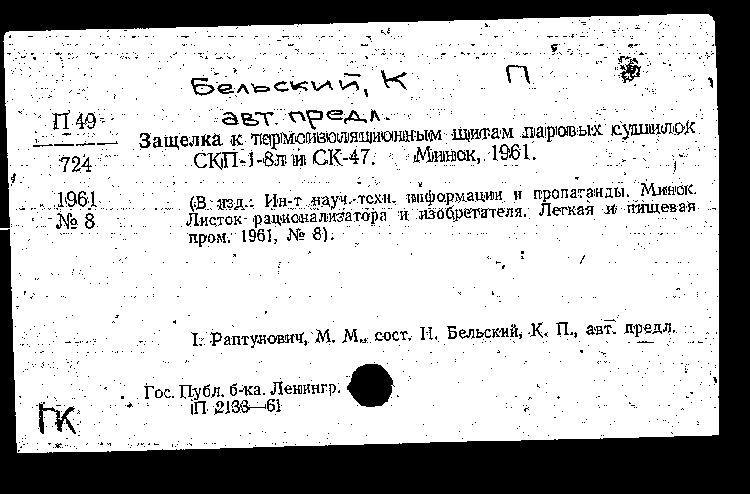 Бельский, К П
авт. предл.
П 49
724
1961
№ 8
Защелка к термоизоляционным щитам паровых сушилок
СКП-1-8л и СК-47. Минск, 1961.
(В изд.: Ин-т науч.-техн. информации и пропаганды. Минск.
Листок рационализатора и изобретателя. Легкая и пищевая
пром. 1961, № 8).
I. Раптунович, М. М., сост. II. Бельский, К. П., авт. предл.
Гос. Публ. б-ка. Ленингр.
П 2133—61
ГК